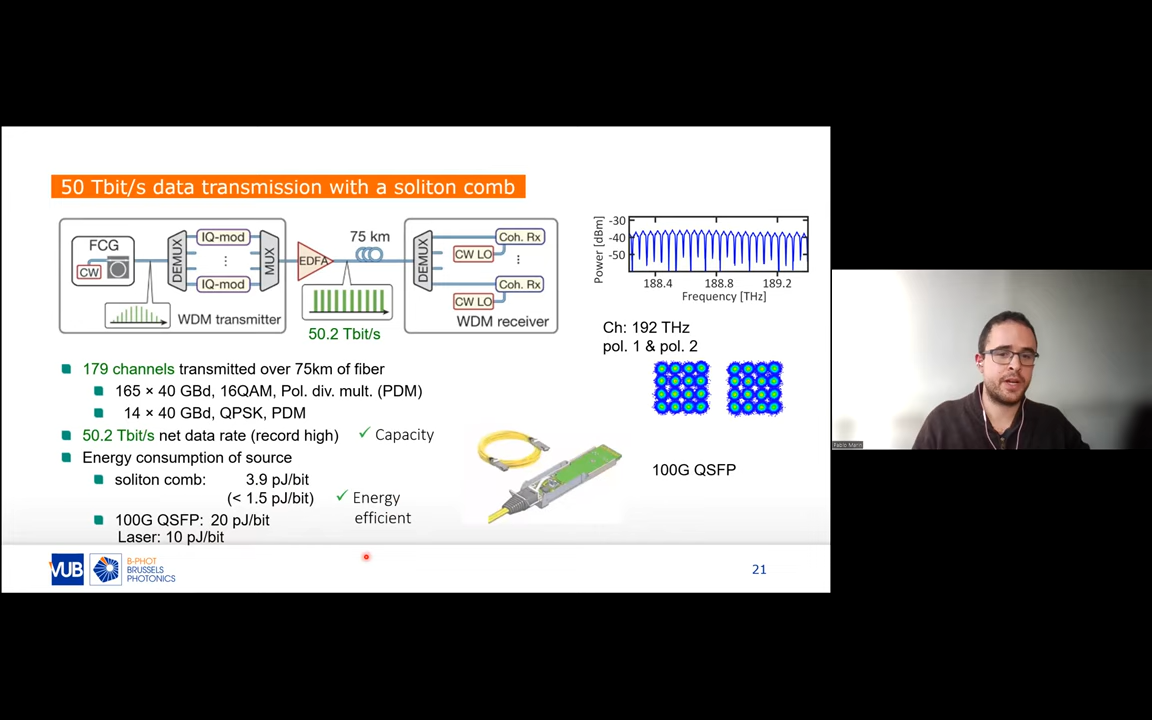 50 Tbit/s data transmission with a soliton comb
FCG
CW
DEMUX
IQ-mod
⋮
IQ-mod
MUX
WDM transmitter
EDFA
75 km
50.2 Tbit/s
DEMUX
Coh. Rx
CW LO
⋮
Coh. Rx
CW LO
WDM receiver
Power [dBm]
-30
-40
-50
188.4 188.8 189.2
Frequency [THz]
Ch: 192 THz
pol. 1 & pol. 2
179 channels transmitted over 75km of fiber
165 × 40 GBd, 16QAM, Pol. div. mult. (PDM)
14 × 40 GBd, QPSK, PDM
50.2 Tbit/s net data rate (record high) ✓ Capacity
Energy consumption of source
soliton comb: 3.9 pJ/bit
(< 1.5 pJ/bit)
✓ Energy
efficient
100G QSFP: 20 pJ/bit
Laser: 10 pJ/bit
100G QSFP
VUB
B-PHOT
BRUSSELS
PHOTONICS
21
Pablo Marin